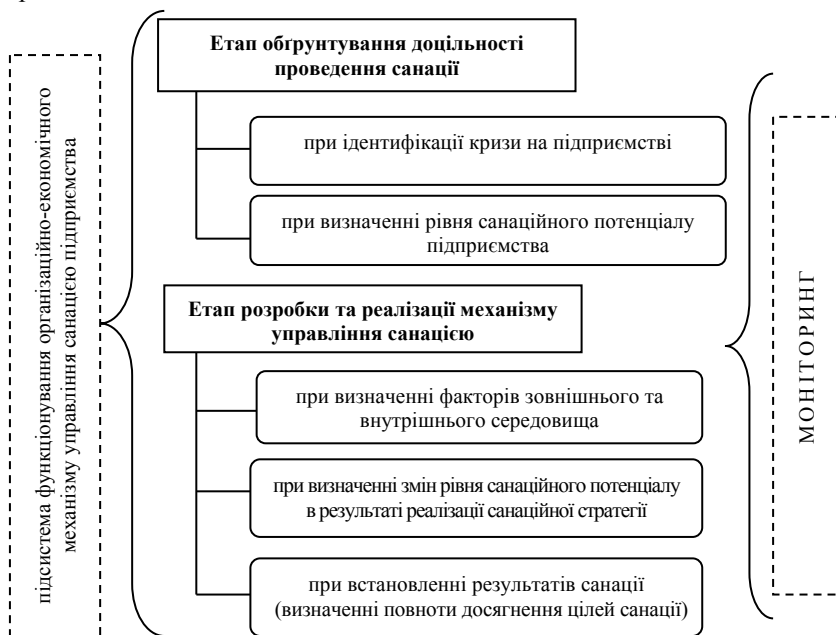 підсистема функціонування організаційно-економічного
механізму управління санацією підприємства
Етап обґрунтування доцільності
проведення санації
при ідентифікації кризи на підприємстві
при визначенні рівня санаційного потенціалу
підприємства
Етап розробки та реалізації механізму
управління санацією
при визначенні факторів зовнішнього та
внутрішнього середовища
при визначенні змін рівня санаційного потенціалу
в результаті реалізації санаційної стратегії
при встановленні результатів санації
(визначенні повноти досягнення цілей санації)
МОНІТОРИНГ